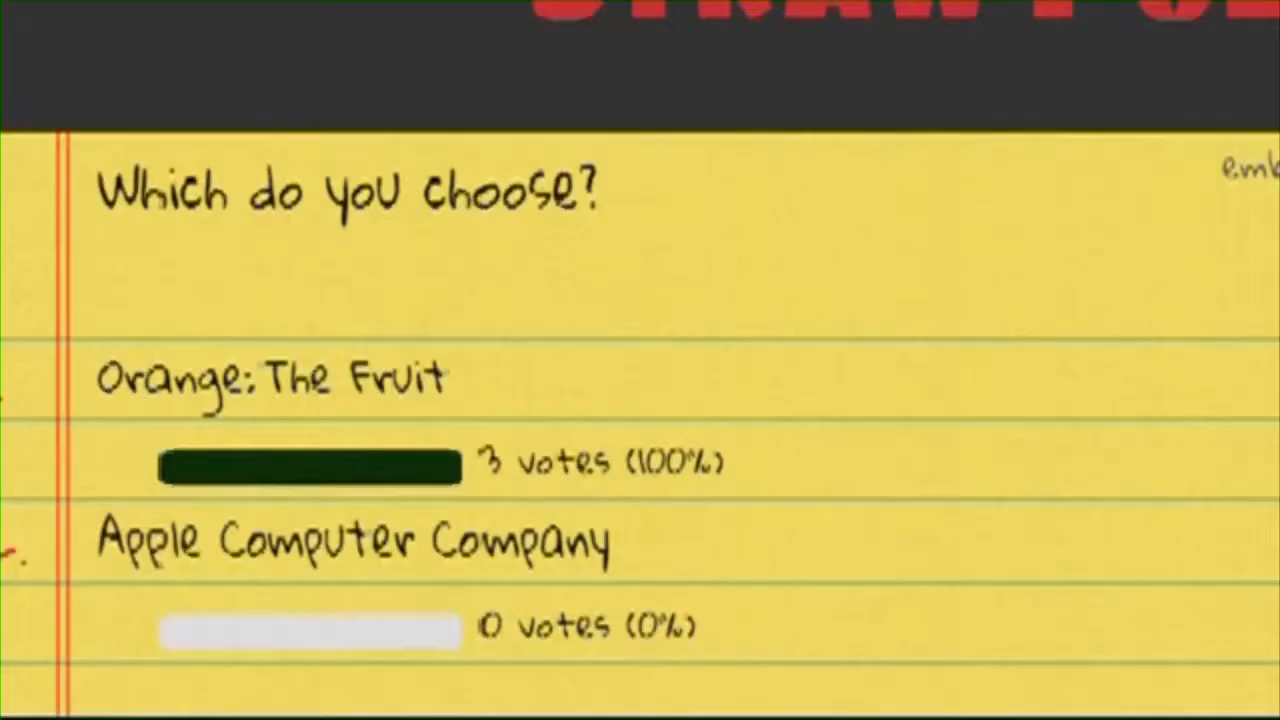 Which do you choose?
Orange: The Fruit
3 votes (100%)
Apple Computer Company
0 votes (0%)